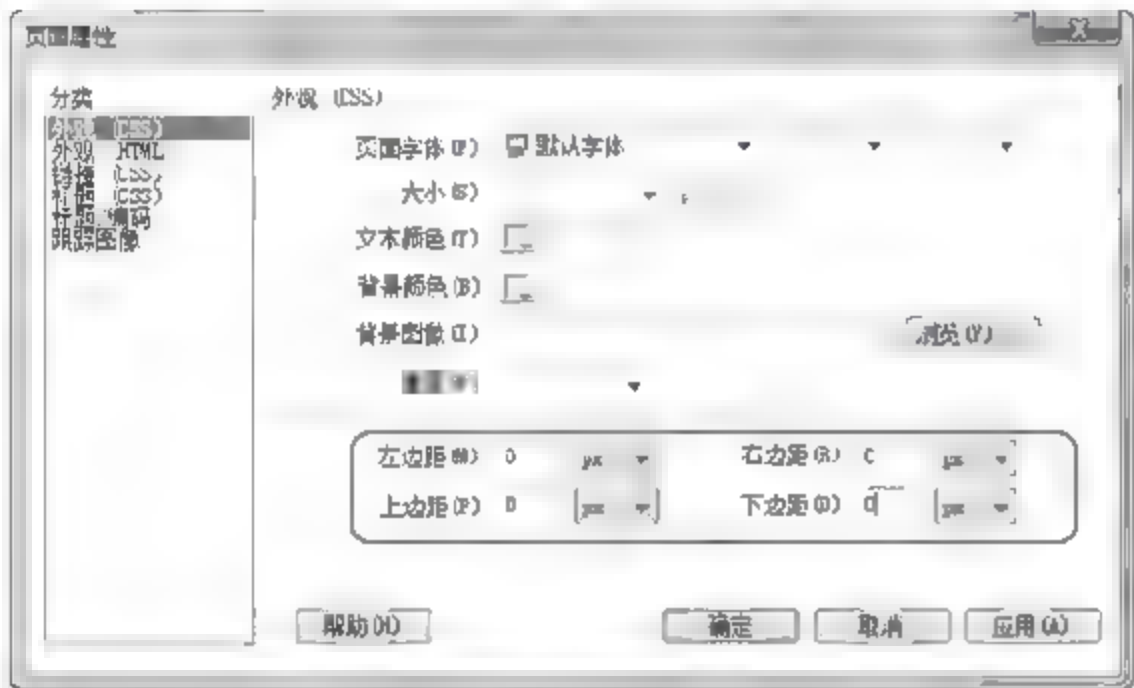 页面属性
X
分类
外观 (CSS)
外观 HTML
链接 (CSS)
标题 (CSS)
标题/编码
跟踪图像
外观 (CSS)
页面字体(F) 默认字体
大小(S)
文本颜色(T)
背景颜色(B)
背景图像(I) 浏览(W)
左边距(M) 0 px 右边距(R) 0 px
上边距(P) 0 px 下边距(O) 0 px
帮助(H) 确定 取消 应用(A)